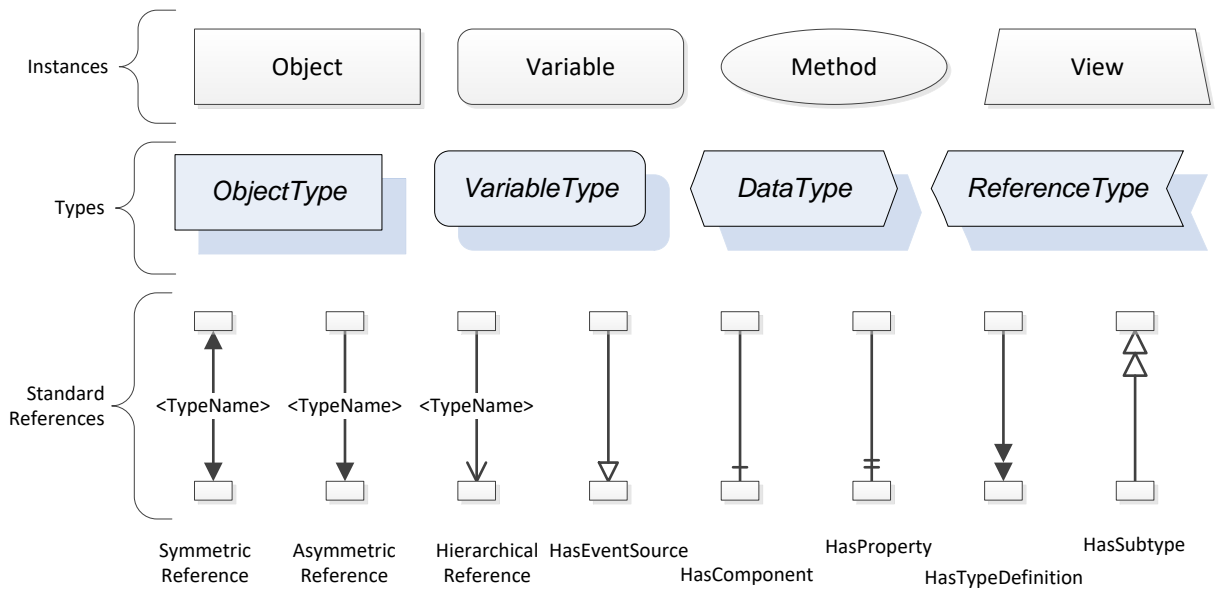 Instances
Object
Variable
Method
View
Types
ObjectType
VariableType
DataType
ReferenceType
Standard
References
<TypeName>
<TypeName>
<TypeName>
Symmetric
Reference
Asymmetric
Reference
Hierarchical
Reference
HasEventSource
HasComponent
HasProperty
HasTypeDefinition
HasSubtype